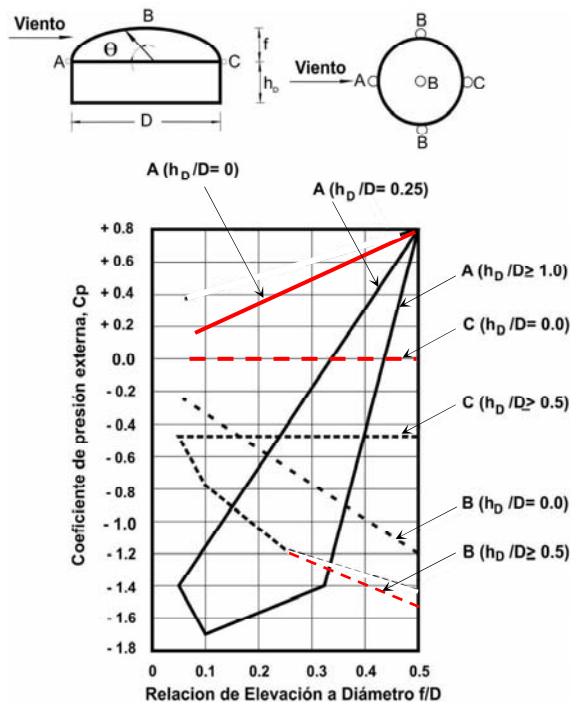 B
Viento
Θ
A
C
f
h_D
D
B
Viento
A
B
C
B
A (h_D /D= 0)
A (h_D /D= 0.25)
A (h_D /D≥ 1.0)
C (h_D /D= 0.0)
C (h_D /D≥ 0.5)
B (h_D /D= 0.0)
B (h_D /D≥ 0.5)
Coeficiente de presión externa, Cp
+ 0.8
+ 0.6
+ 0.4
+ 0.2
0.0
- 0.2
- 0.4
- 0.6
- 0.8
- 1.0
- 1.2
- 1.4
- 1.6
- 1.8
0 0.1 0.2 0.3 0.4 0.5
Relacion de Elevación a Diámetro f/D